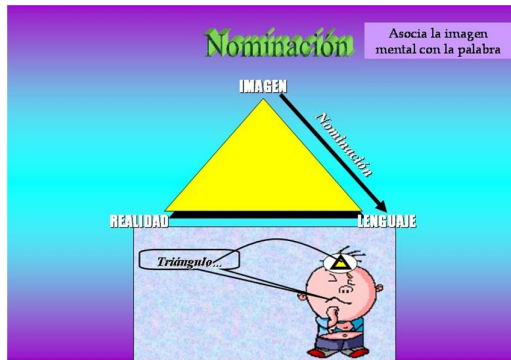 Nominación
Asocia la imagen
mental con la palabra
IMAGEN
Nominación
REALIDAD
LENGUAJE
Triángulo...